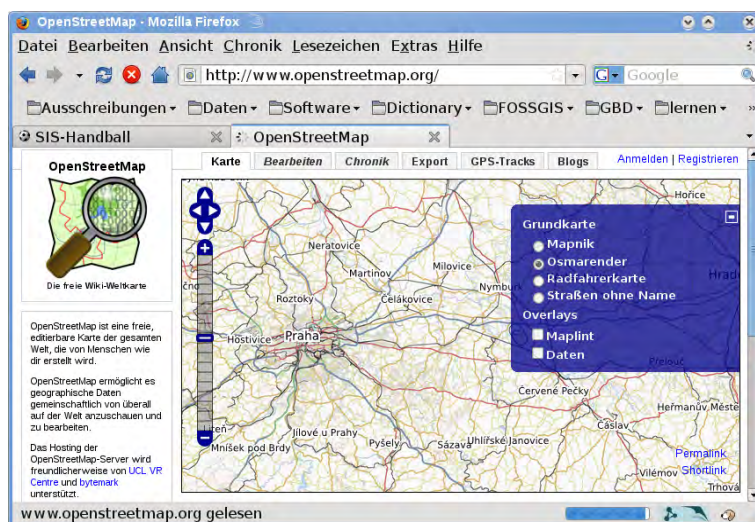 OpenStreetMap - Mozilla Firefox
Datei Bearbeiten Ansicht Chronik Lesezeichen Extras Hilfe
http://www.openstreetmap.org/
G Google
Ausschreibungen Daten Software Dictionary FOSSGIS GBD lernen »
SIS-Handball
OpenStreetMap
OpenStreetMap
Die freie Wiki-Weltkarte
OpenStreetMap ist eine freie,
editierbare Karte der gesamten
Welt, die von Menschen wie
dir erstellt wird.
OpenStreetMap ermöglicht es
geographische Daten
gemeinschaftlich von überall
auf der Welt anzuschauen und
zu bearbeiten.
Das Hosting der
OpenStreetMap-Server wird
freundlicherweise von UCL VR
Centre und bytemark
unterstützt.
Karte Bearbeiten Chronik Export GPS-Tracks Blogs
Anmelden | Registrieren
Hořice
Neratovice
Martinov
Milovice
Roztoky
Čelákovice
Hostivice
Praha
Grundkarte
Mapnik
Osmarender
Radfahrerkarte
Straßen ohne Name
Overlays
Maplint
Daten
Přelouč
Červené Pečky
Heřmanův Měste
Čáslav
Jílové u Prahy
Mníšek pod Brdy
Pyšely
Sázava
Uhlířské Janovice
Permalink
Shortlink
Vilémov
Trhová
www.openstreetmap.org gelesen